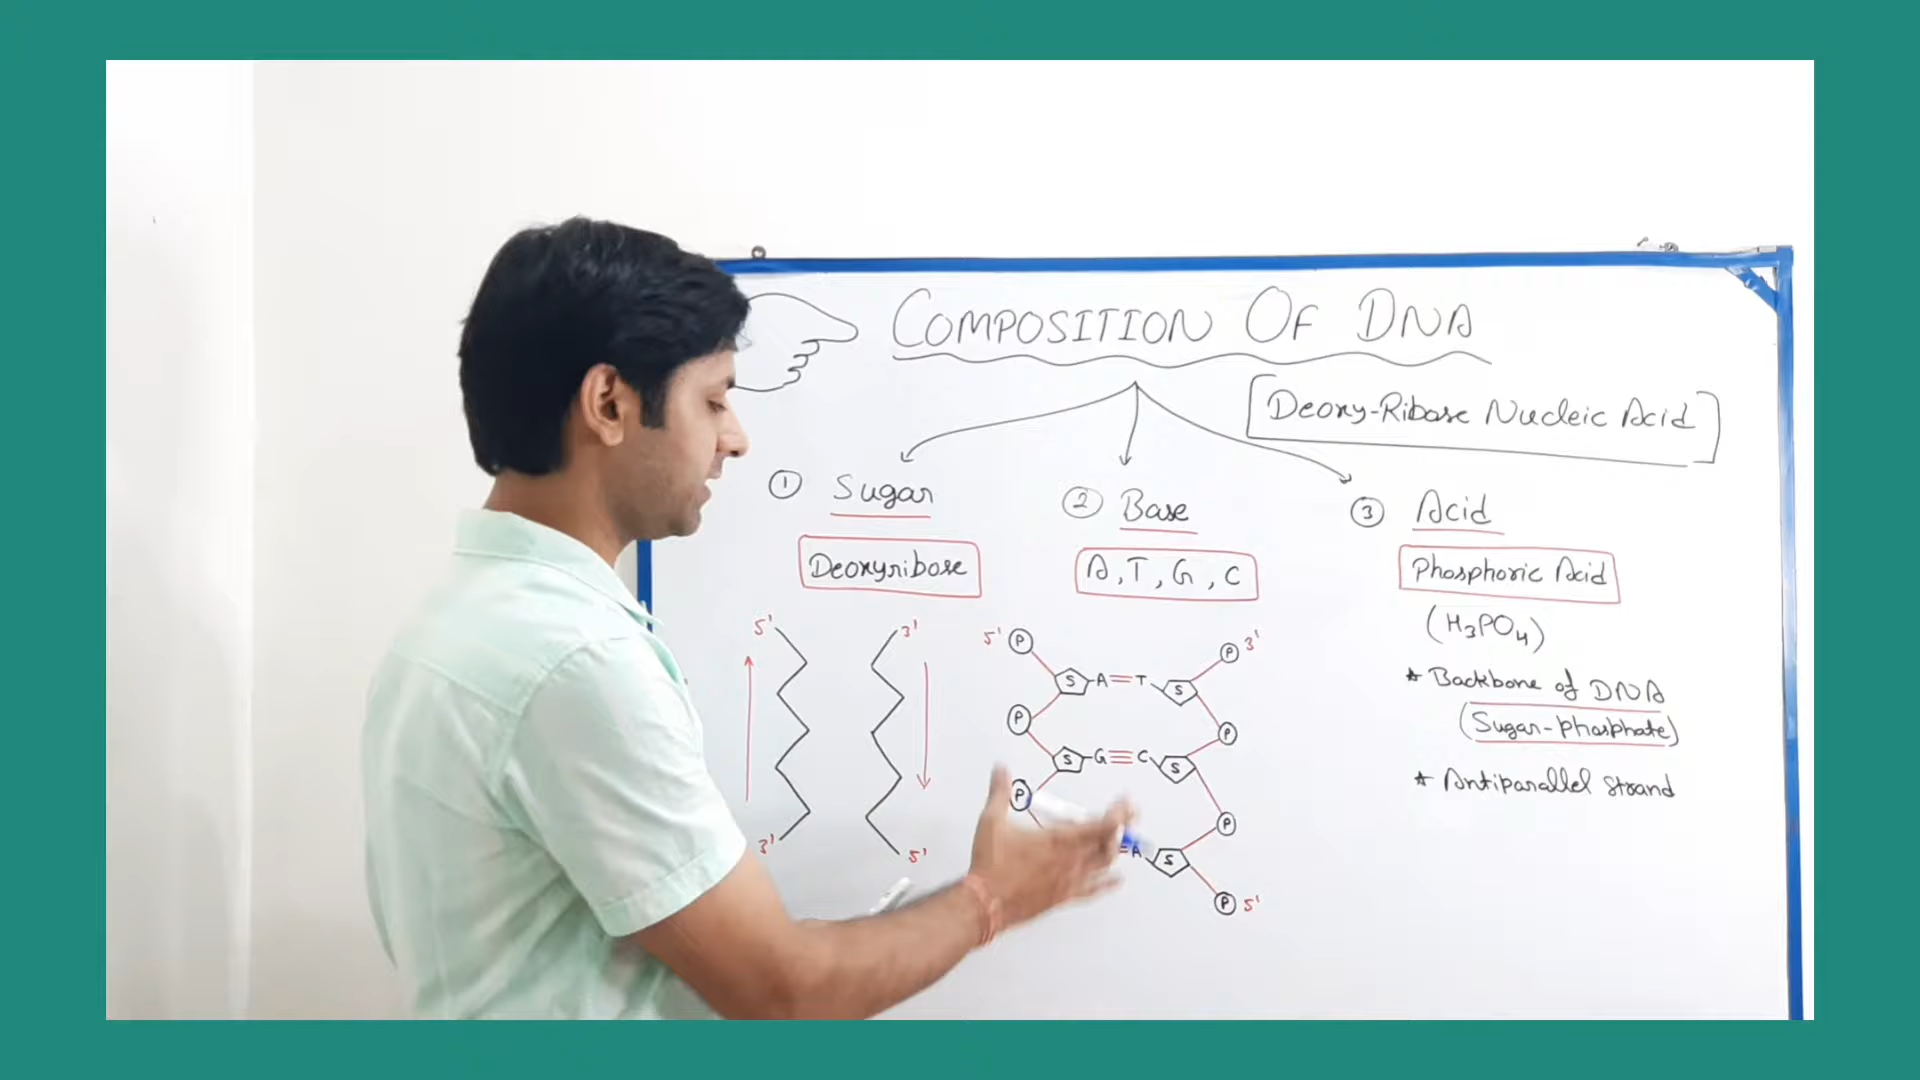 COMPOSITION OF DNA
[Deoxy-Ribose Nucleic Acid]
① Sugar
② Base
③ Acid
Deoxyribose
A, T, G, C
Phosphoric Acid
(H₃PO₄)
* Backbone of DNA
(Sugar-phosphate)
* Antiparallel Strand
5' 3'
3' 5'
5' P P 3'
S A = T S
P P
S G ≡ C S
P P
= A S
P 5'